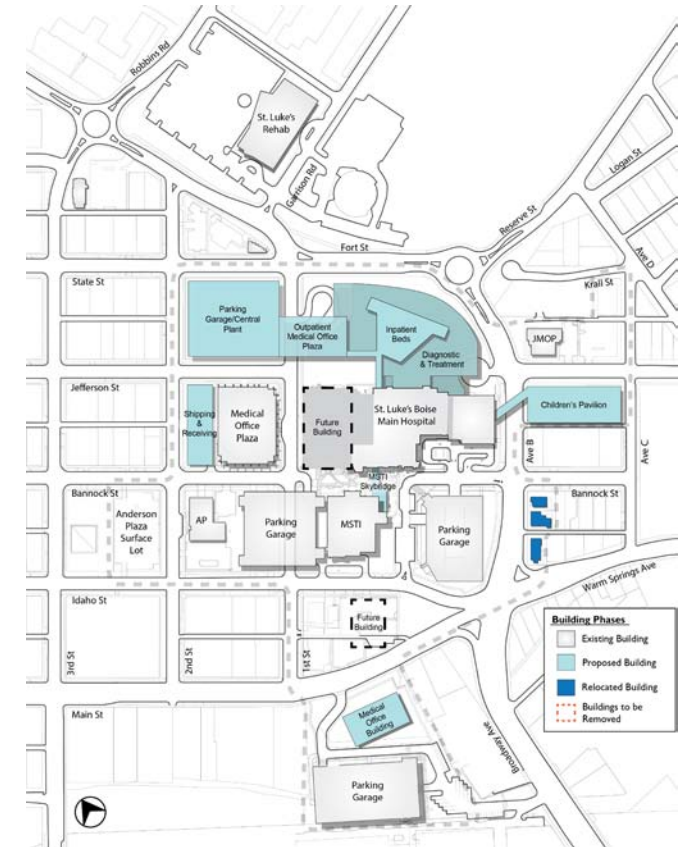 Robbins Rd
St. Luke's
Rehab
Garrison Rd
Logan St
Reserve St
Ave D
Fort St
State St
Krall St
Parking
Garage/Central
Plant
Outpatient
Medical Office
Plaza
Inpatient
Beds
Diagnostic
& Treatment
JMOP
Jefferson St
Shipping
&
Receiving
Medical
Office
Plaza
Future
Building
St. Luke's Boise
Main Hospital
Children's Pavilion
Ave B
Ave C
MSTI
Skybridge
Bannock St
Bannock St
Anderson
Plaza
Surface
Lot
AP
Parking
Garage
MSTI
Parking
Garage
Warm Springs Ave
Idaho St
Future
Building
3rd St
2nd St
1st St
Building Phases
Existing Building
Proposed Building
Relocated Building
Buildings to be
Removed
Main St
Medical
Office
Building
Broadway Ave
Parking
Garage